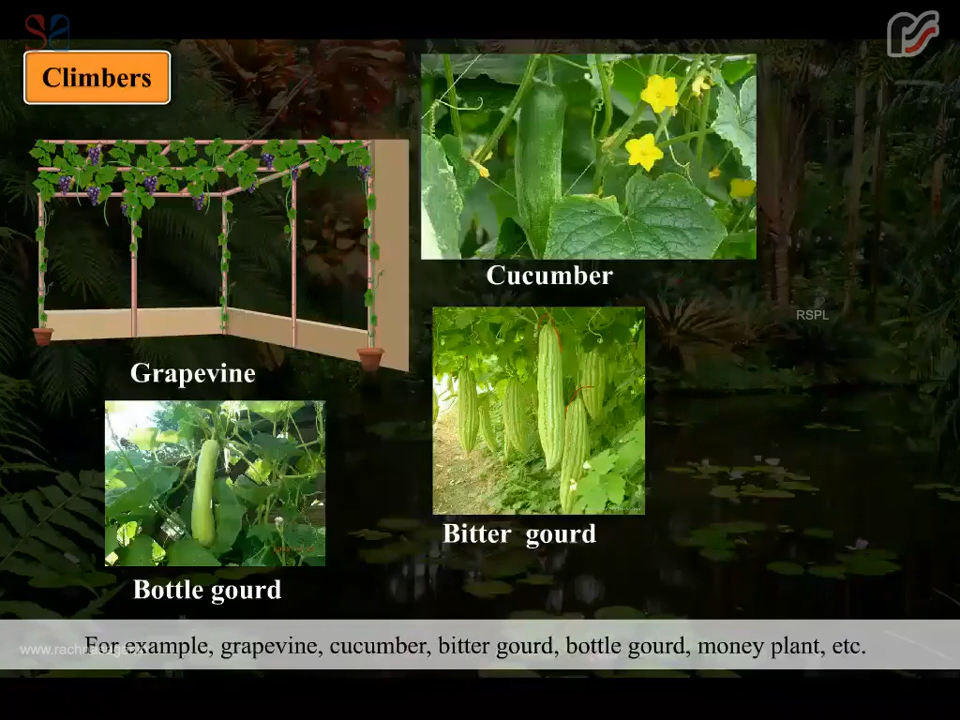 Climbers
Cucumber
RSPL
Grapevine
Bitter gourd
Bottle gourd
For example, grapevine, cucumber, bitter gourd, bottle gourd, money plant, etc.